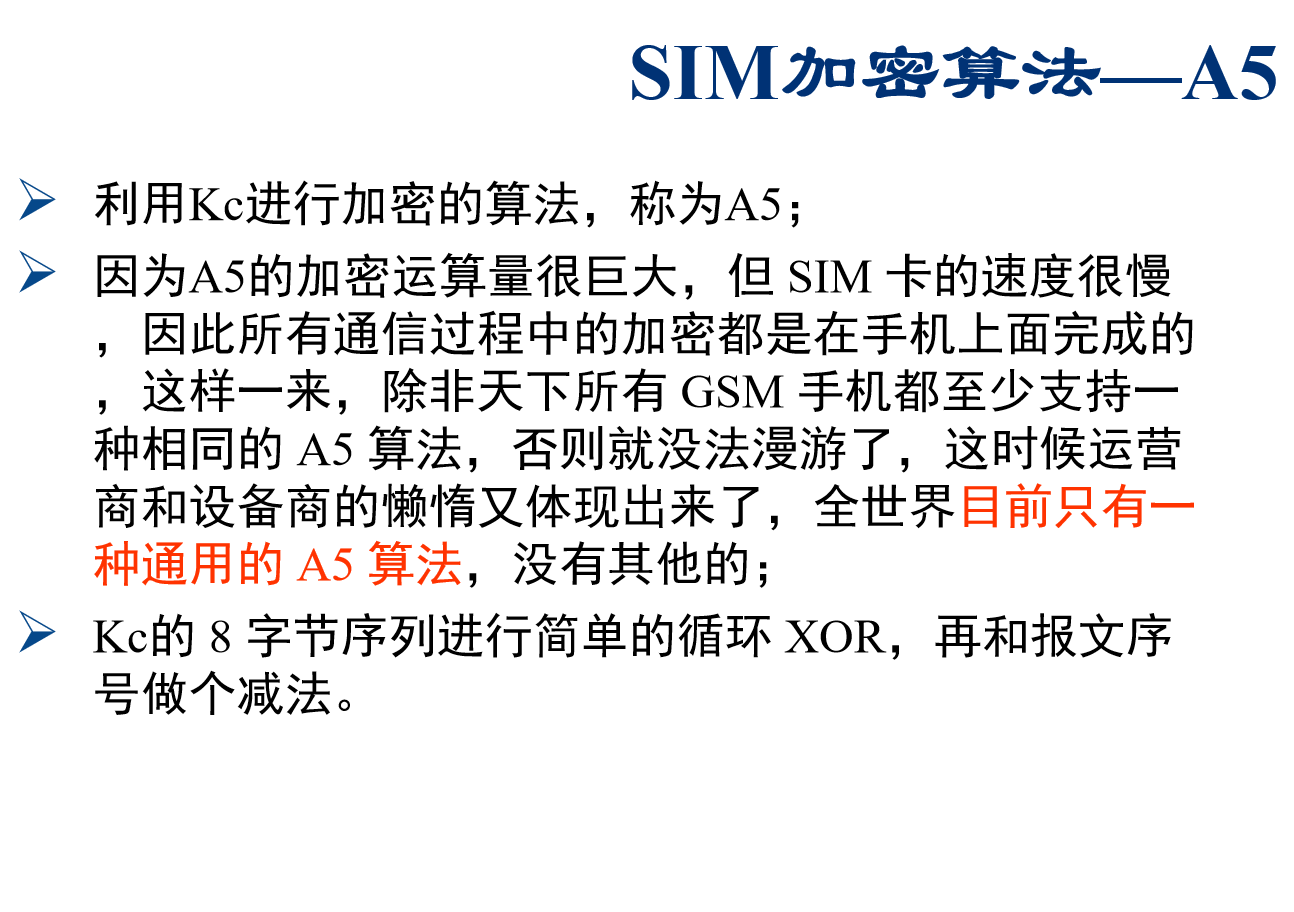 SIM加密算法—A5
利用Kc进行加密的算法，称为A5；
因为A5的加密运算量很巨大，但 SIM 卡的速度很慢
，因此所有通信过程中的加密都是在手机上面完成的
，这样一来，除非天下所有 GSM 手机都至少支持一
种相同的 A5 算法，否则就没法漫游了，这时候运营
商和设备商的懒惰又体现出来了，全世界目前只有一
种通用的 A5 算法，没有其他的；
Kc的 8 字节序列进行简单的循环 XOR，再和报文序
号做个减法。